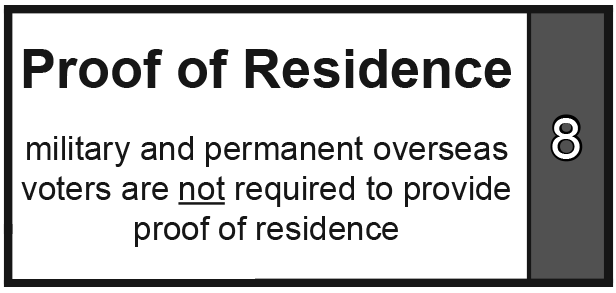 Proof of Residence
military and permanent overseas
voters are not required to provide
proof of residence
8